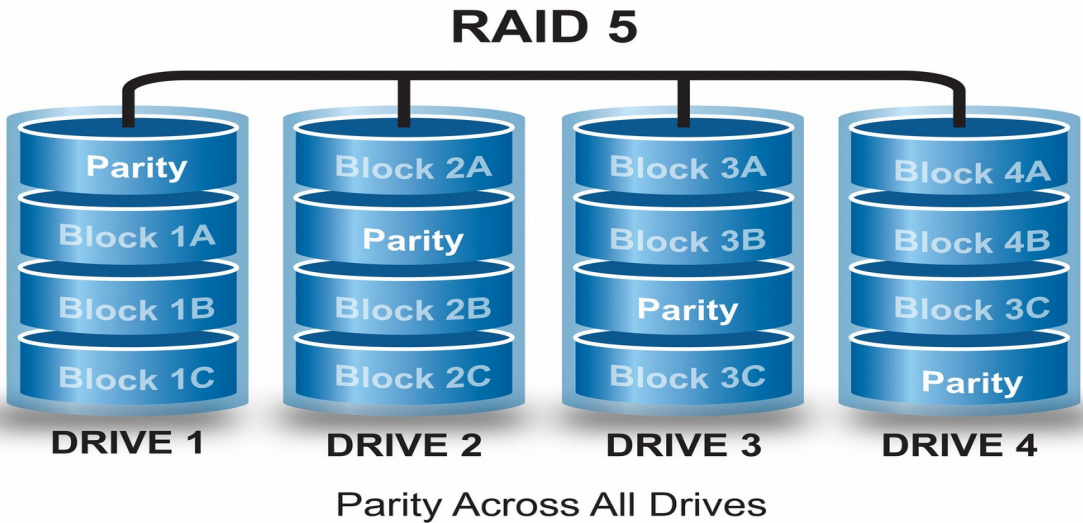 RAID 5
Parity Block 2A Block 3A Block 4A
Block 1A Parity Block 3B Block 4B
Block 1B Block 2B Parity Block 3C
Block 1C Block 2C Block 3C Parity
DRIVE 1 DRIVE 2 DRIVE 3 DRIVE 4
Parity Across All Drives